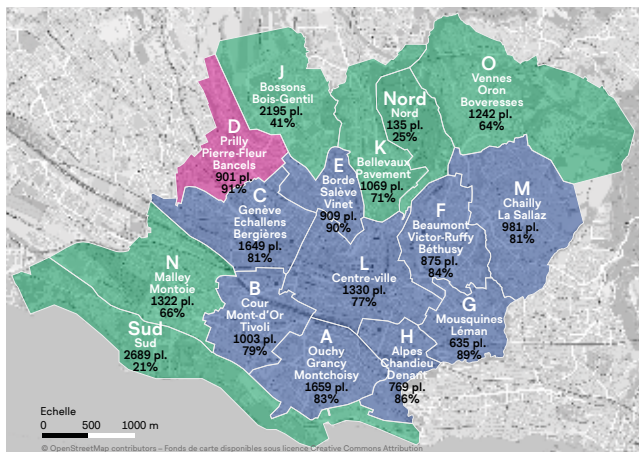 J
Bossons
Bois-Gentil
2195 pl.
41%
O
Vennes
Oron
Boveresses
1242 pl.
64%
Nord
Nord
135 pl.
25%
D
Prilly
Pierre-Fleur
Bancels
901 pl.
91%
K
Bellevaux
Pavement
1069 pl.
71%
E
Borde
Salève
Vinet
909 pl.
90%
M
Chailly
La Sallaz
981 pl.
81%
C
Genève
Echallens
Bergières
1649 pl.
81%
F
Beaumont
Victor-Ruffy
Béthusy
875 pl.
84%
N
Malley
Montoie
1322 pl.
66%
L
Centre-ville
1330 pl.
77%
B
Cour
Mont-d'Or
Tivoli
1003 pl.
79%
G
Mousquines
Léman
635 pl.
89%
Sud
Sud
2689 pl.
21%
A
Ouchy
Grancy
Montchoisy
1659 pl.
83%
H
Alpes
Chandieu
Denant
769 pl.
86%
Echelle
0 500 1000 m
© OpenStreetMap contributors – Fonds de carte disponibles sous licence Creative Commons Attribution